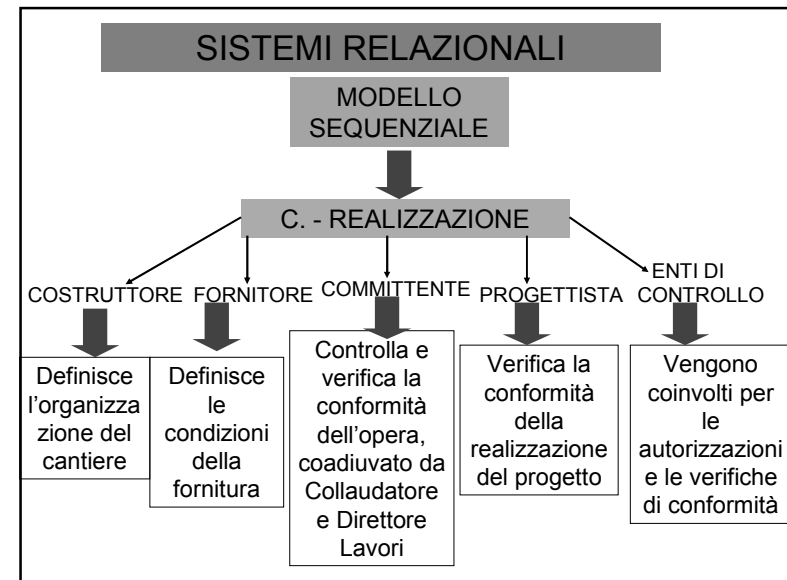 SISTEMI RELAZIONALI
MODELLO
SEQUENZIALE
C. - REALIZZAZIONE
COSTRUTTORE
FORNITORE
COMMITTENTE
PROGETTISTA
ENTI DI
CONTROLLO
Definisce
l’organizza
zione del
cantiere
Definisce
le
condizioni
della
fornitura
Controlla e
verifica la
conformità
dell’opera,
coadiuvato da
Collaudatore
e Direttore
Lavori
Verifica la
conformità
della
realizzazione
del progetto
Vengono
coinvolti per
le
autorizzazioni
e le verifiche
di conformità